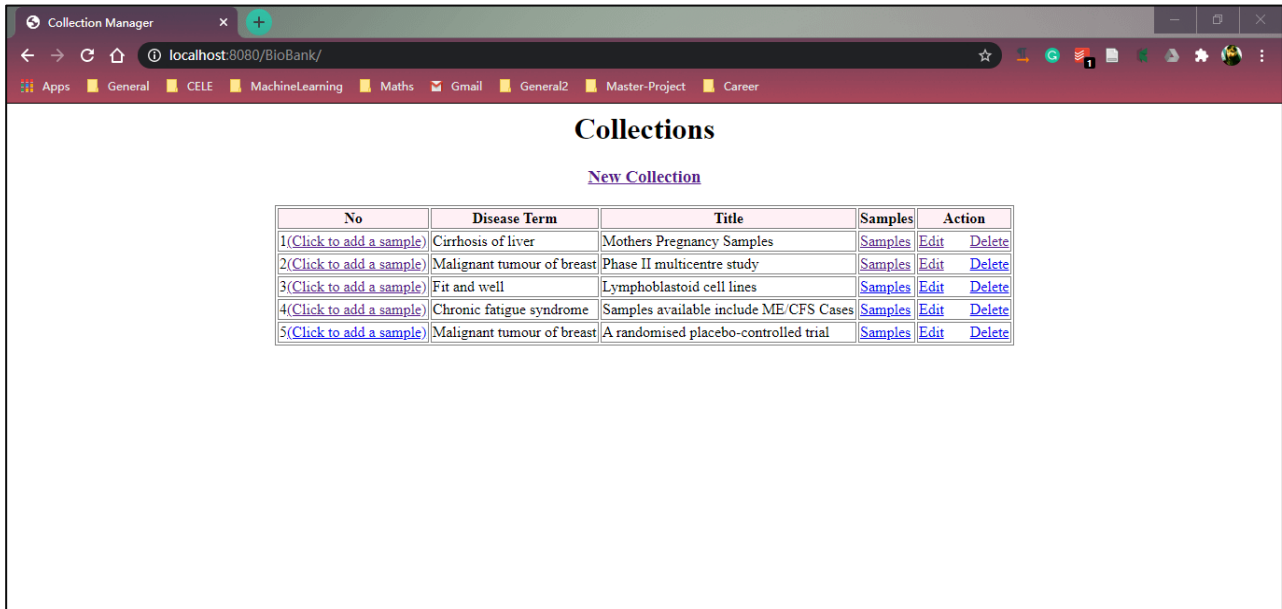 Collection Manager
localhost:8080/BioBank/
1
Apps General CELE MachineLearning Maths Gmail General2 Master-Project Career
Collections
New Collection
No Disease Term Title Samples Action
1(Click to add a sample) Cirrhosis of liver Mothers Pregnancy Samples Samples Edit Delete
2(Click to add a sample) Malignant tumour of breast Phase II multicentre study Samples Edit Delete
3(Click to add a sample) Fit and well Lymphoblastoid cell lines Samples Edit Delete
4(Click to add a sample) Chronic fatigue syndrome Samples available include ME/CFS Cases Samples Edit Delete
5(Click to add a sample) Malignant tumour of breast A randomised placebo-controlled trial Samples Edit Delete